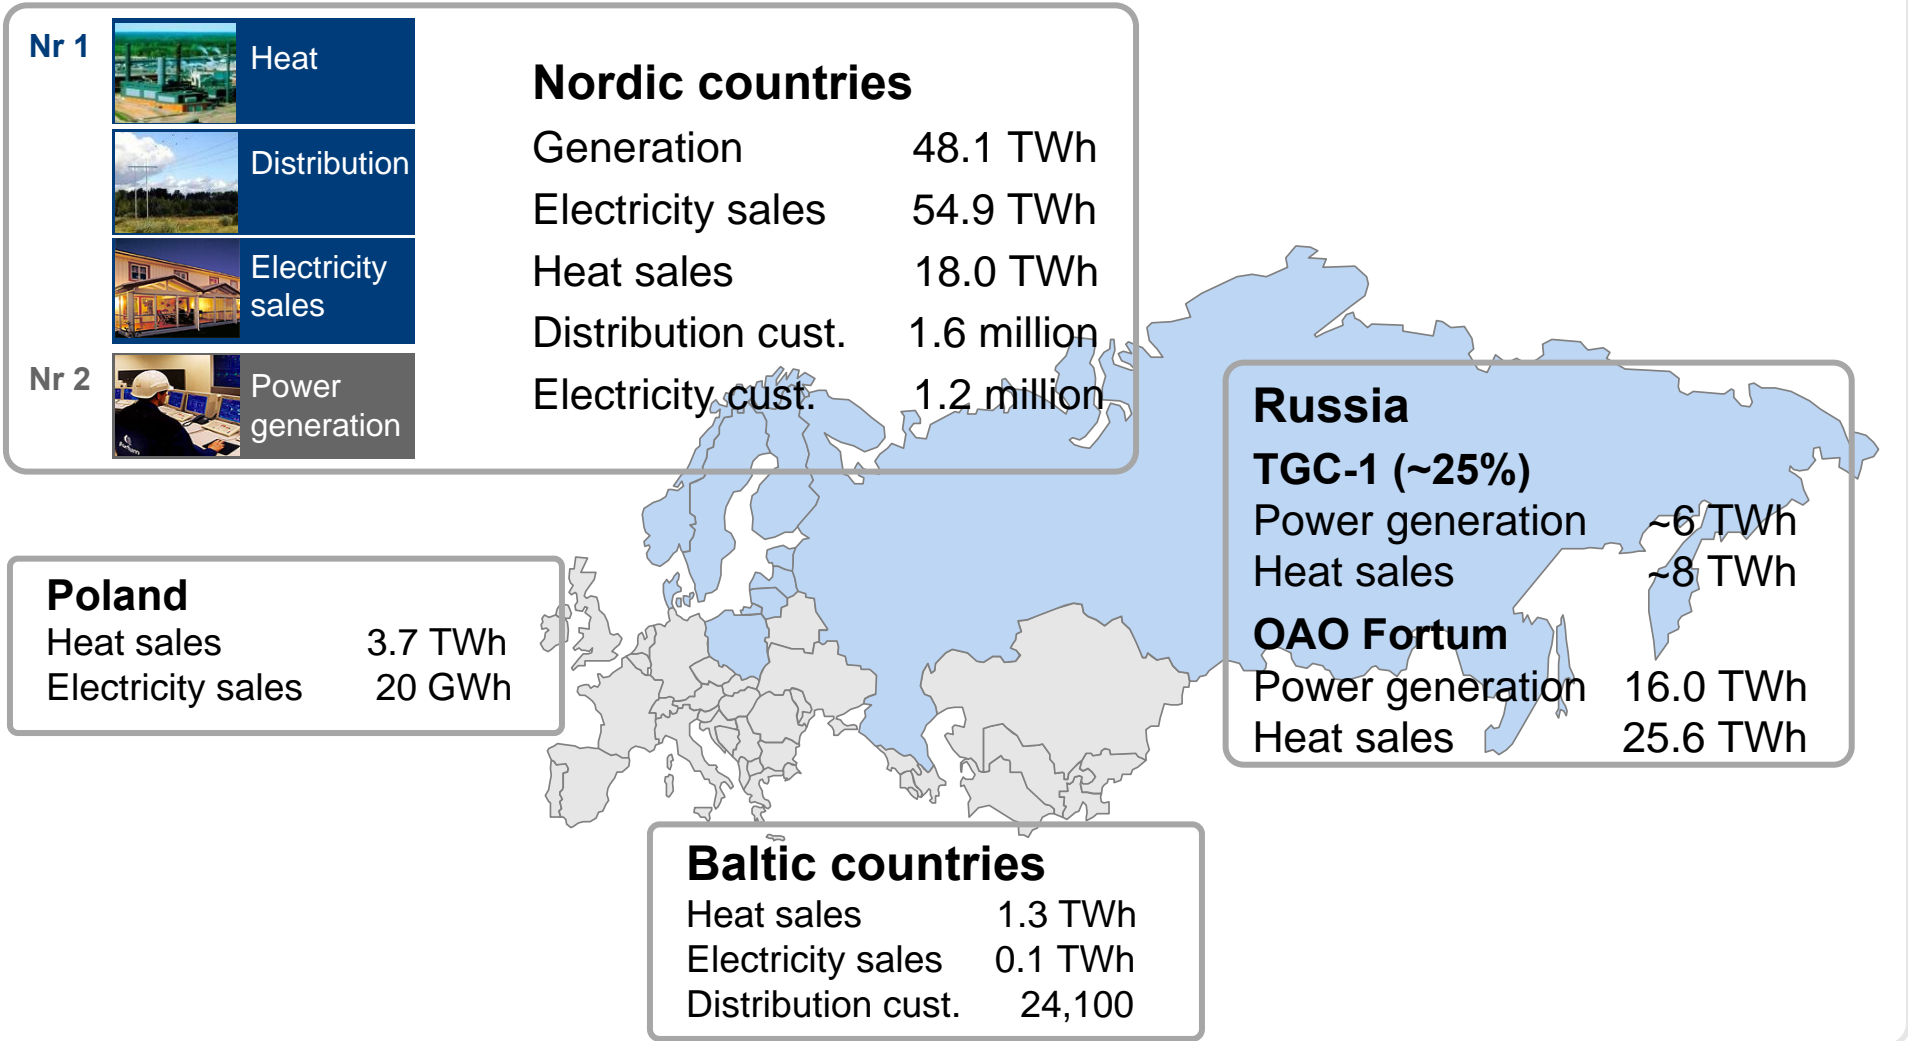 Nr 1
Heat
Distribution
Electricity
sales
Nr 2
Power
generation
Nordic countries
Generation 48.1 TWh
Electricity sales 54.9 TWh
Heat sales 18.0 TWh
Distribution cust. 1.6 million
Electricity cust. 1.2 million
Russia
TGC-1 (~25%)
Power generation ~6 TWh
Heat sales ~8 TWh
OAO Fortum
Power generation 16.0 TWh
Heat sales 25.6 TWh
Poland
Heat sales 3.7 TWh
Electricity sales 20 GWh
Baltic countries
Heat sales 1.3 TWh
Electricity sales 0.1 TWh
Distribution cust. 24,100